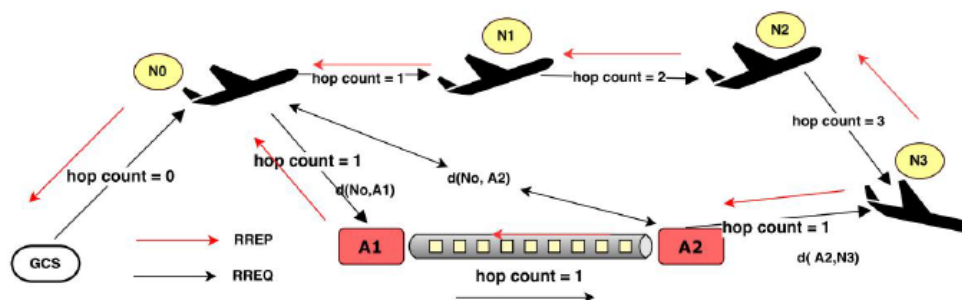 N0
N1
N2
hop count = 1
hop count = 2
hop count = 3
N3
hop count = 1
hop count = 0
d(No,A1)
d(No, A2)
GCS
RREP
RREQ
A1
A2
hop count = 1
hop count = 1
d( A2,N3)